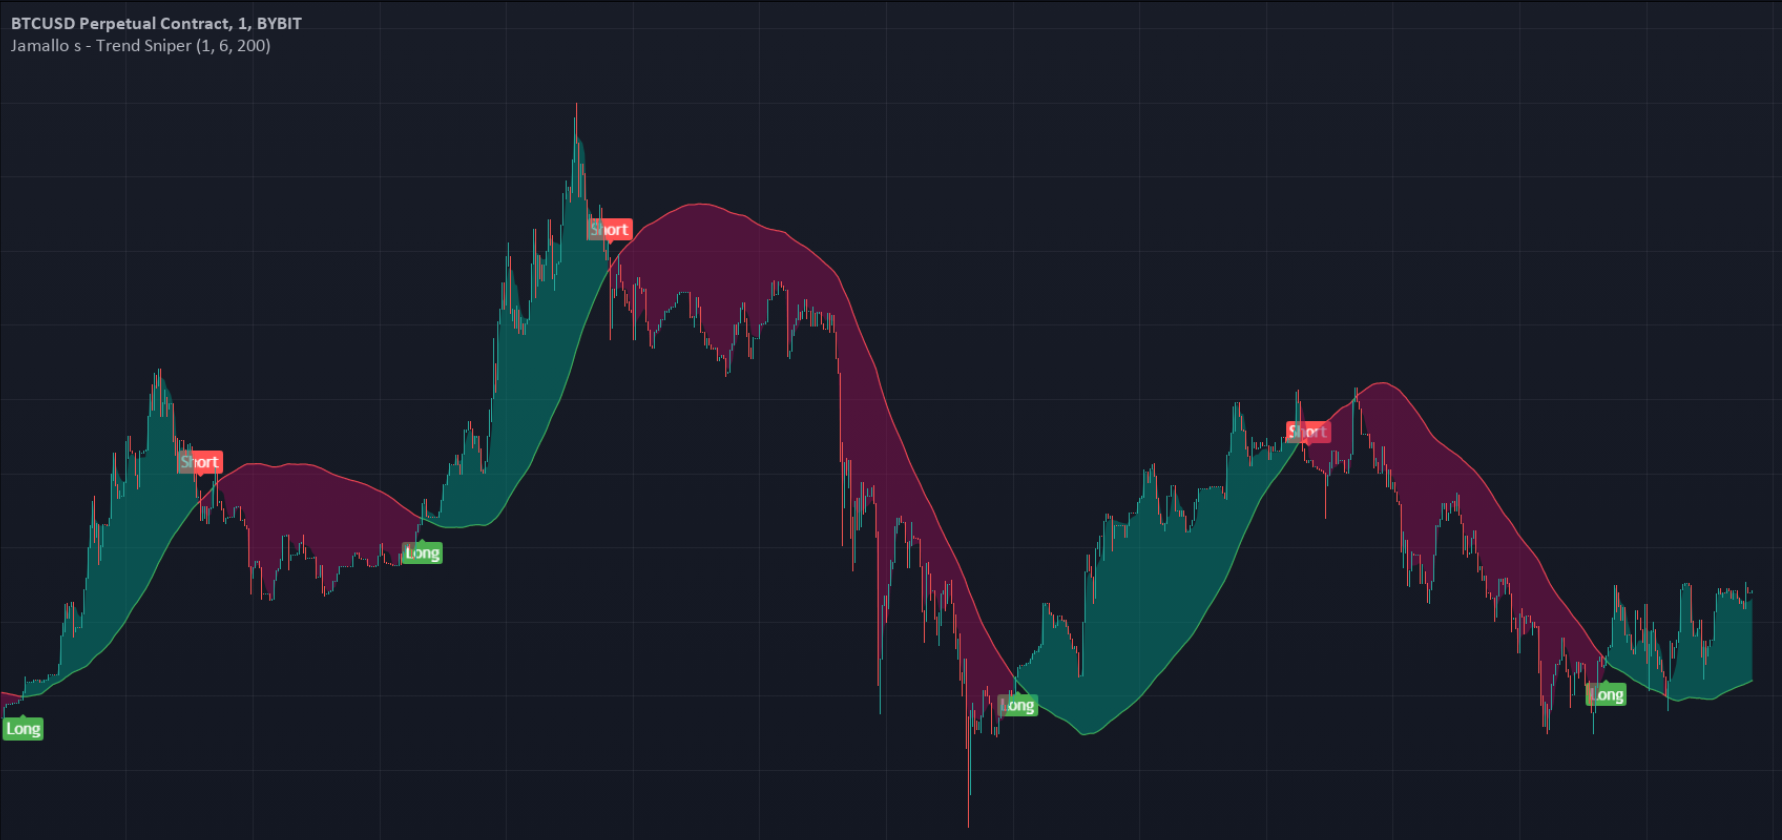 BTCUSD Perpetual Contract, 1, BYBIT
Jamallo s - Trend Sniper (1, 6, 200)
Short
Short
Short
Long
Long
Long
Long